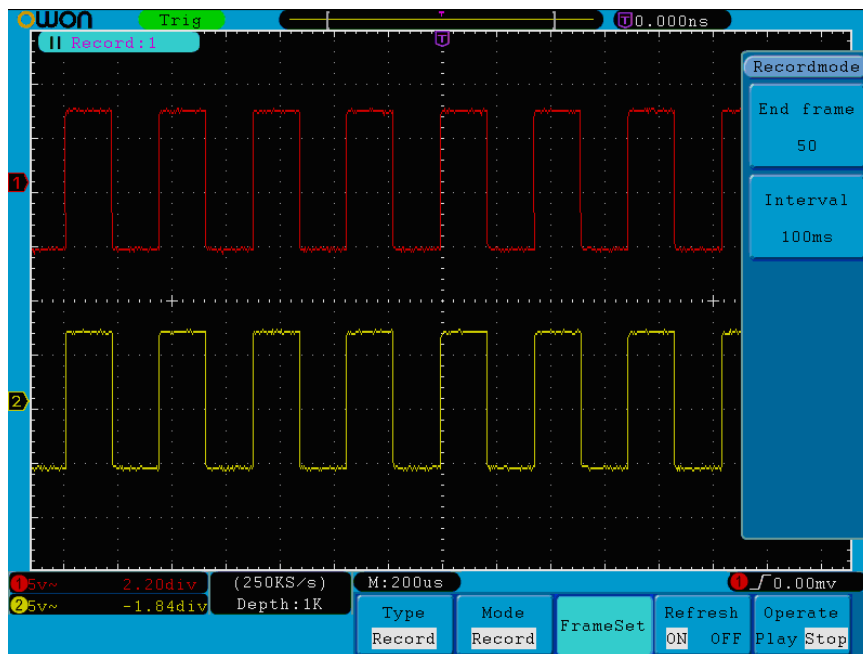 OWON Trig T 0.000ns
Record:1
T
Recordmode
End frame
50
Interval
100ms
1
2
1 5v~ 2.20div
2 5v~ -1.84div
(250KS/s)
Depth:1K
M:200us
1 0.00mv
Type
Record
Mode
Record
FrameSet
Refresh
ON OFF
Operate
Play Stop